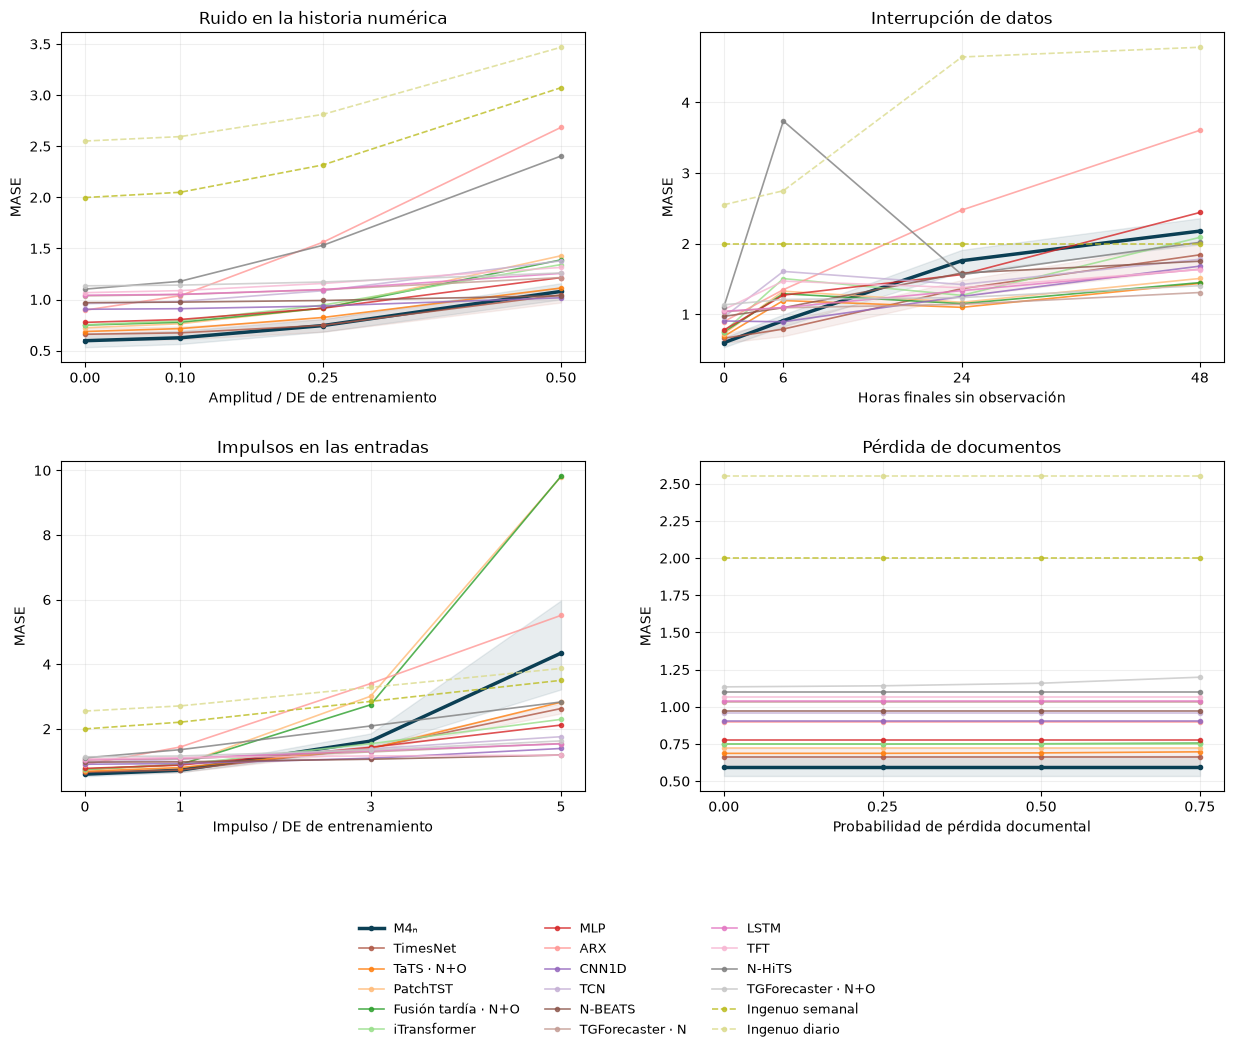 Ruido en la historia numérica
3.5
3.0
2.5
2.0
1.5
1.0
0.5
MASE
0.00 0.10 0.25 0.50
Amplitud / DE de entrenamiento
Interrupción de datos
4
3
2
1
MASE
0 6 24 48
Horas finales sin observación
Impulsos en las entradas
10
8
6
4
2
MASE
0 1 3 5
Impulso / DE de entrenamiento
Pérdida de documentos
2.50
2.25
2.00
1.75
1.50
1.25
1.00
0.75
0.50
MASE
0.00 0.25 0.50 0.75
Probabilidad de pérdida documental
M4ₙ
TimesNet
TaTS · N+O
PatchTST
Fusión tardía · N+O
iTransformer
MLP
ARX
CNN1D
TCN
N-BEATS
TGForecaster · N
LSTM
TFT
N-HiTS
TGForecaster · N+O
Ingenuo semanal
Ingenuo diario